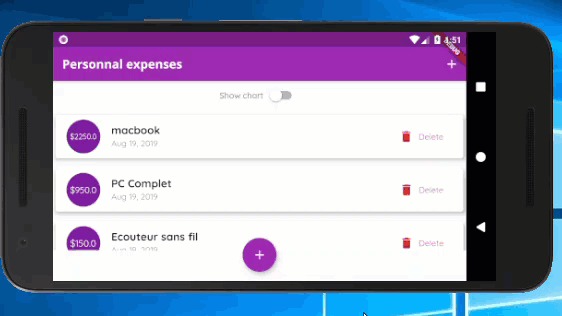 4:51
DEBUG
Personnal expenses
Show chart
$2250.0
macbook
Aug 19, 2019
Delete
$950.0
PC Complet
Aug 19, 2019
Delete
$150.0
Ecouteur sans fil
Aug 19, 2019
Delete